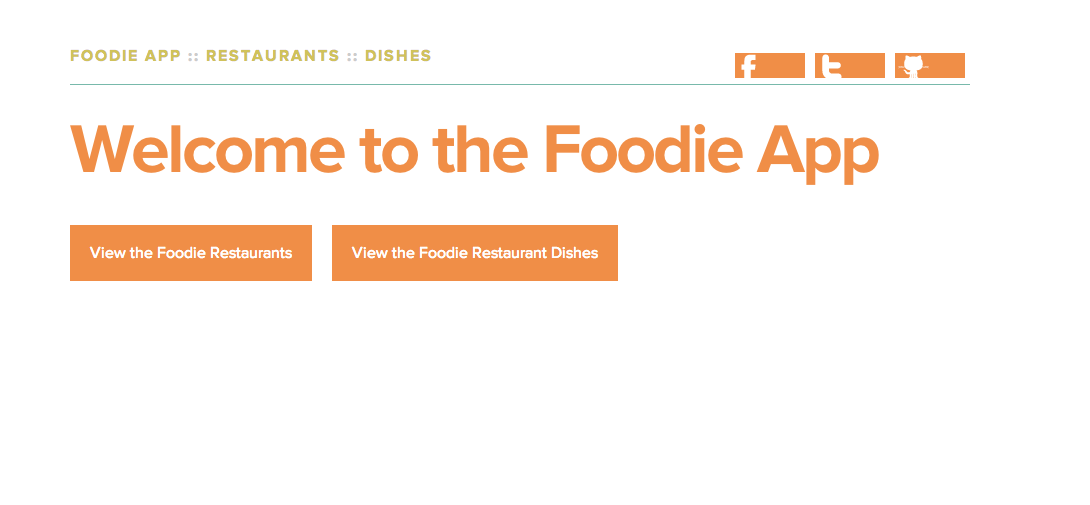 FOODIE APP :: RESTAURANTS :: DISHES
Welcome to the Foodie App
View the Foodie Restaurants
View the Foodie Restaurant Dishes